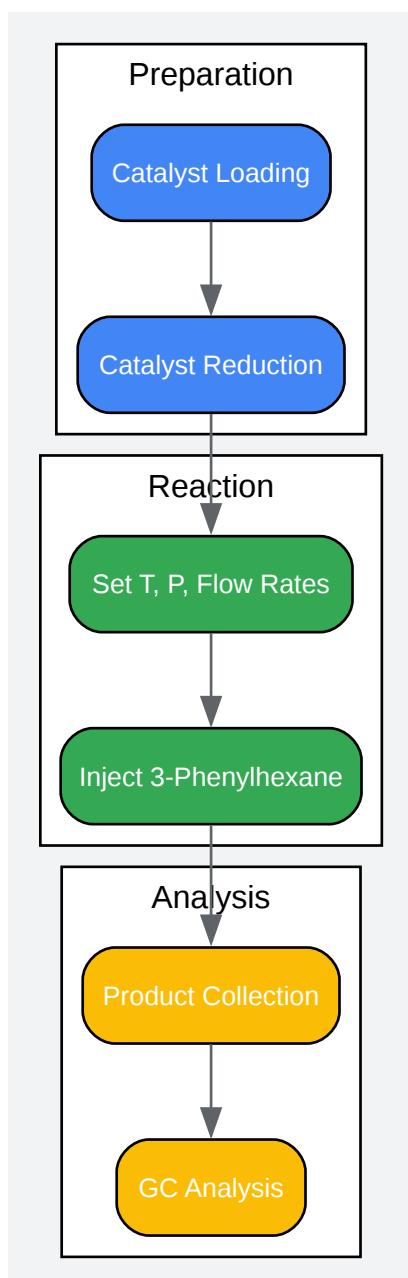 Preparation
Catalyst Loading
Catalyst Reduction
Reaction
Set T, P, Flow Rates
Inject 3-Phenylhexane
Analysis
Product Collection
GC Analysis